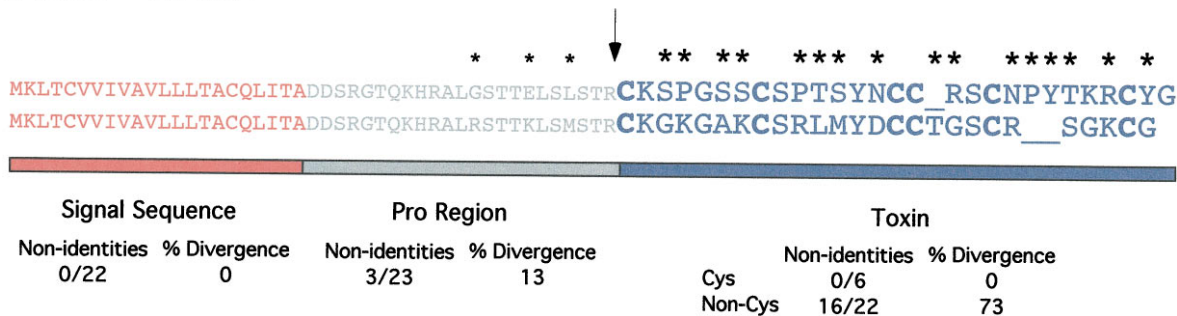 * * * ** ** *** * ** **** * *
MKLTCVVIVAVLLLTACQLITADDSRGTQKHRALGSTTELSLSTRCKSPGSSCSPTSYNCC_RSCNPYTKRCYG
MKLTCVVIVAVLLLTACQLITADDSRGTQKHRALRSTTKLSMSTRCKGKGAKCSRLMYDCCTGSCR__SGKCG
Signal Sequence Pro Region Toxin
Non-identities % Divergence Non-identities % Divergence Non-identities % Divergence
0/22 0 3/23 13 Cys 0/6 0
Non-Cys 16/22 73